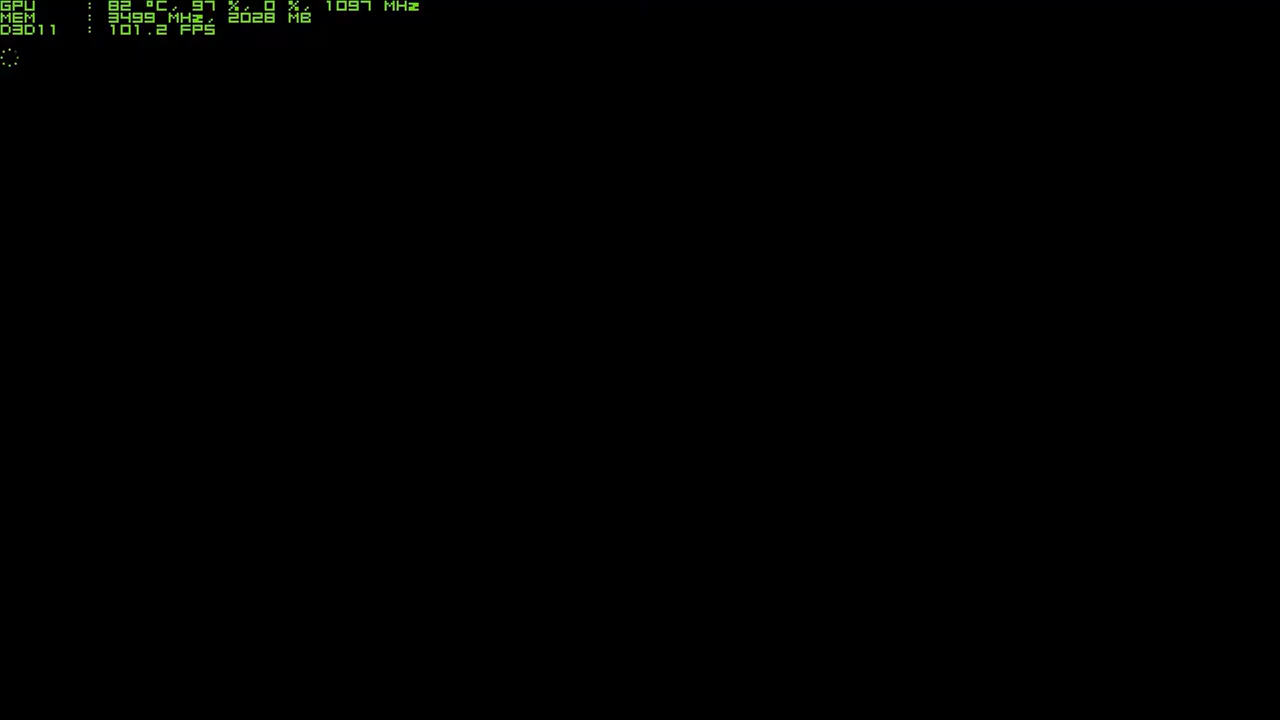 GPU : 82 °C, 97 %, 0 %, 1097 MHz
MEM : 3499 MHz, 2028 MB
D3D11 : 101.2 FPS